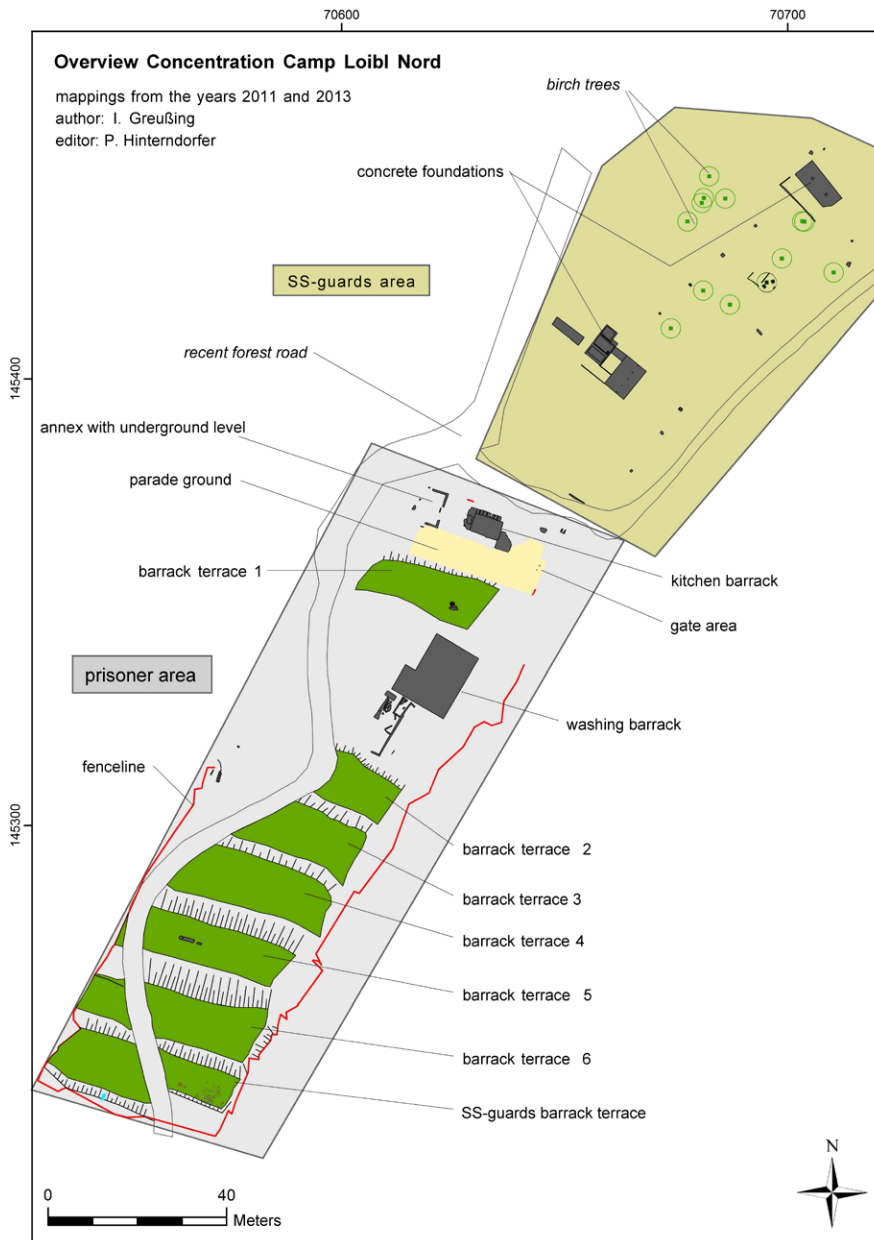 70600
70700
Overview Concentration Camp Loibl Nord
mappings from the years 2011 and 2013
author: I. Greußing
editor: P. Hinterndorfer
birch trees
concrete foundations
SS-guards area
recent forest road
145400
annex with underground level
parade ground
barrack terrace 1
kitchen barrack
gate area
prisoner area
washing barrack
fenceline
145300
barrack terrace 2
barrack terrace 3
barrack terrace 4
barrack terrace 5
barrack terrace 6
SS-guards barrack terrace
N
0 40
Meters